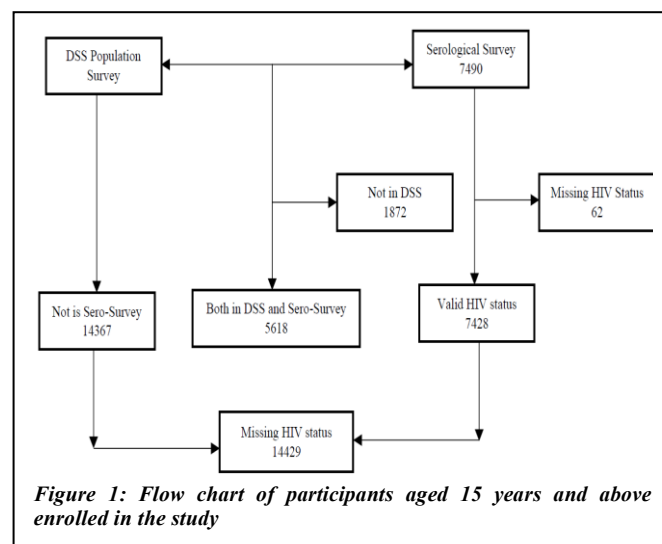 DSS Population
Survey
Serological Survey
7490
Not in DSS
1872
Missing HIV Status
62
Not is Sero-Survey
14367
Both in DSS and Sero-Survey
5618
Valid HIV status
7428
Missing HIV status
14429
Figure 1: Flow chart of participants aged 15 years and above
enrolled in the study